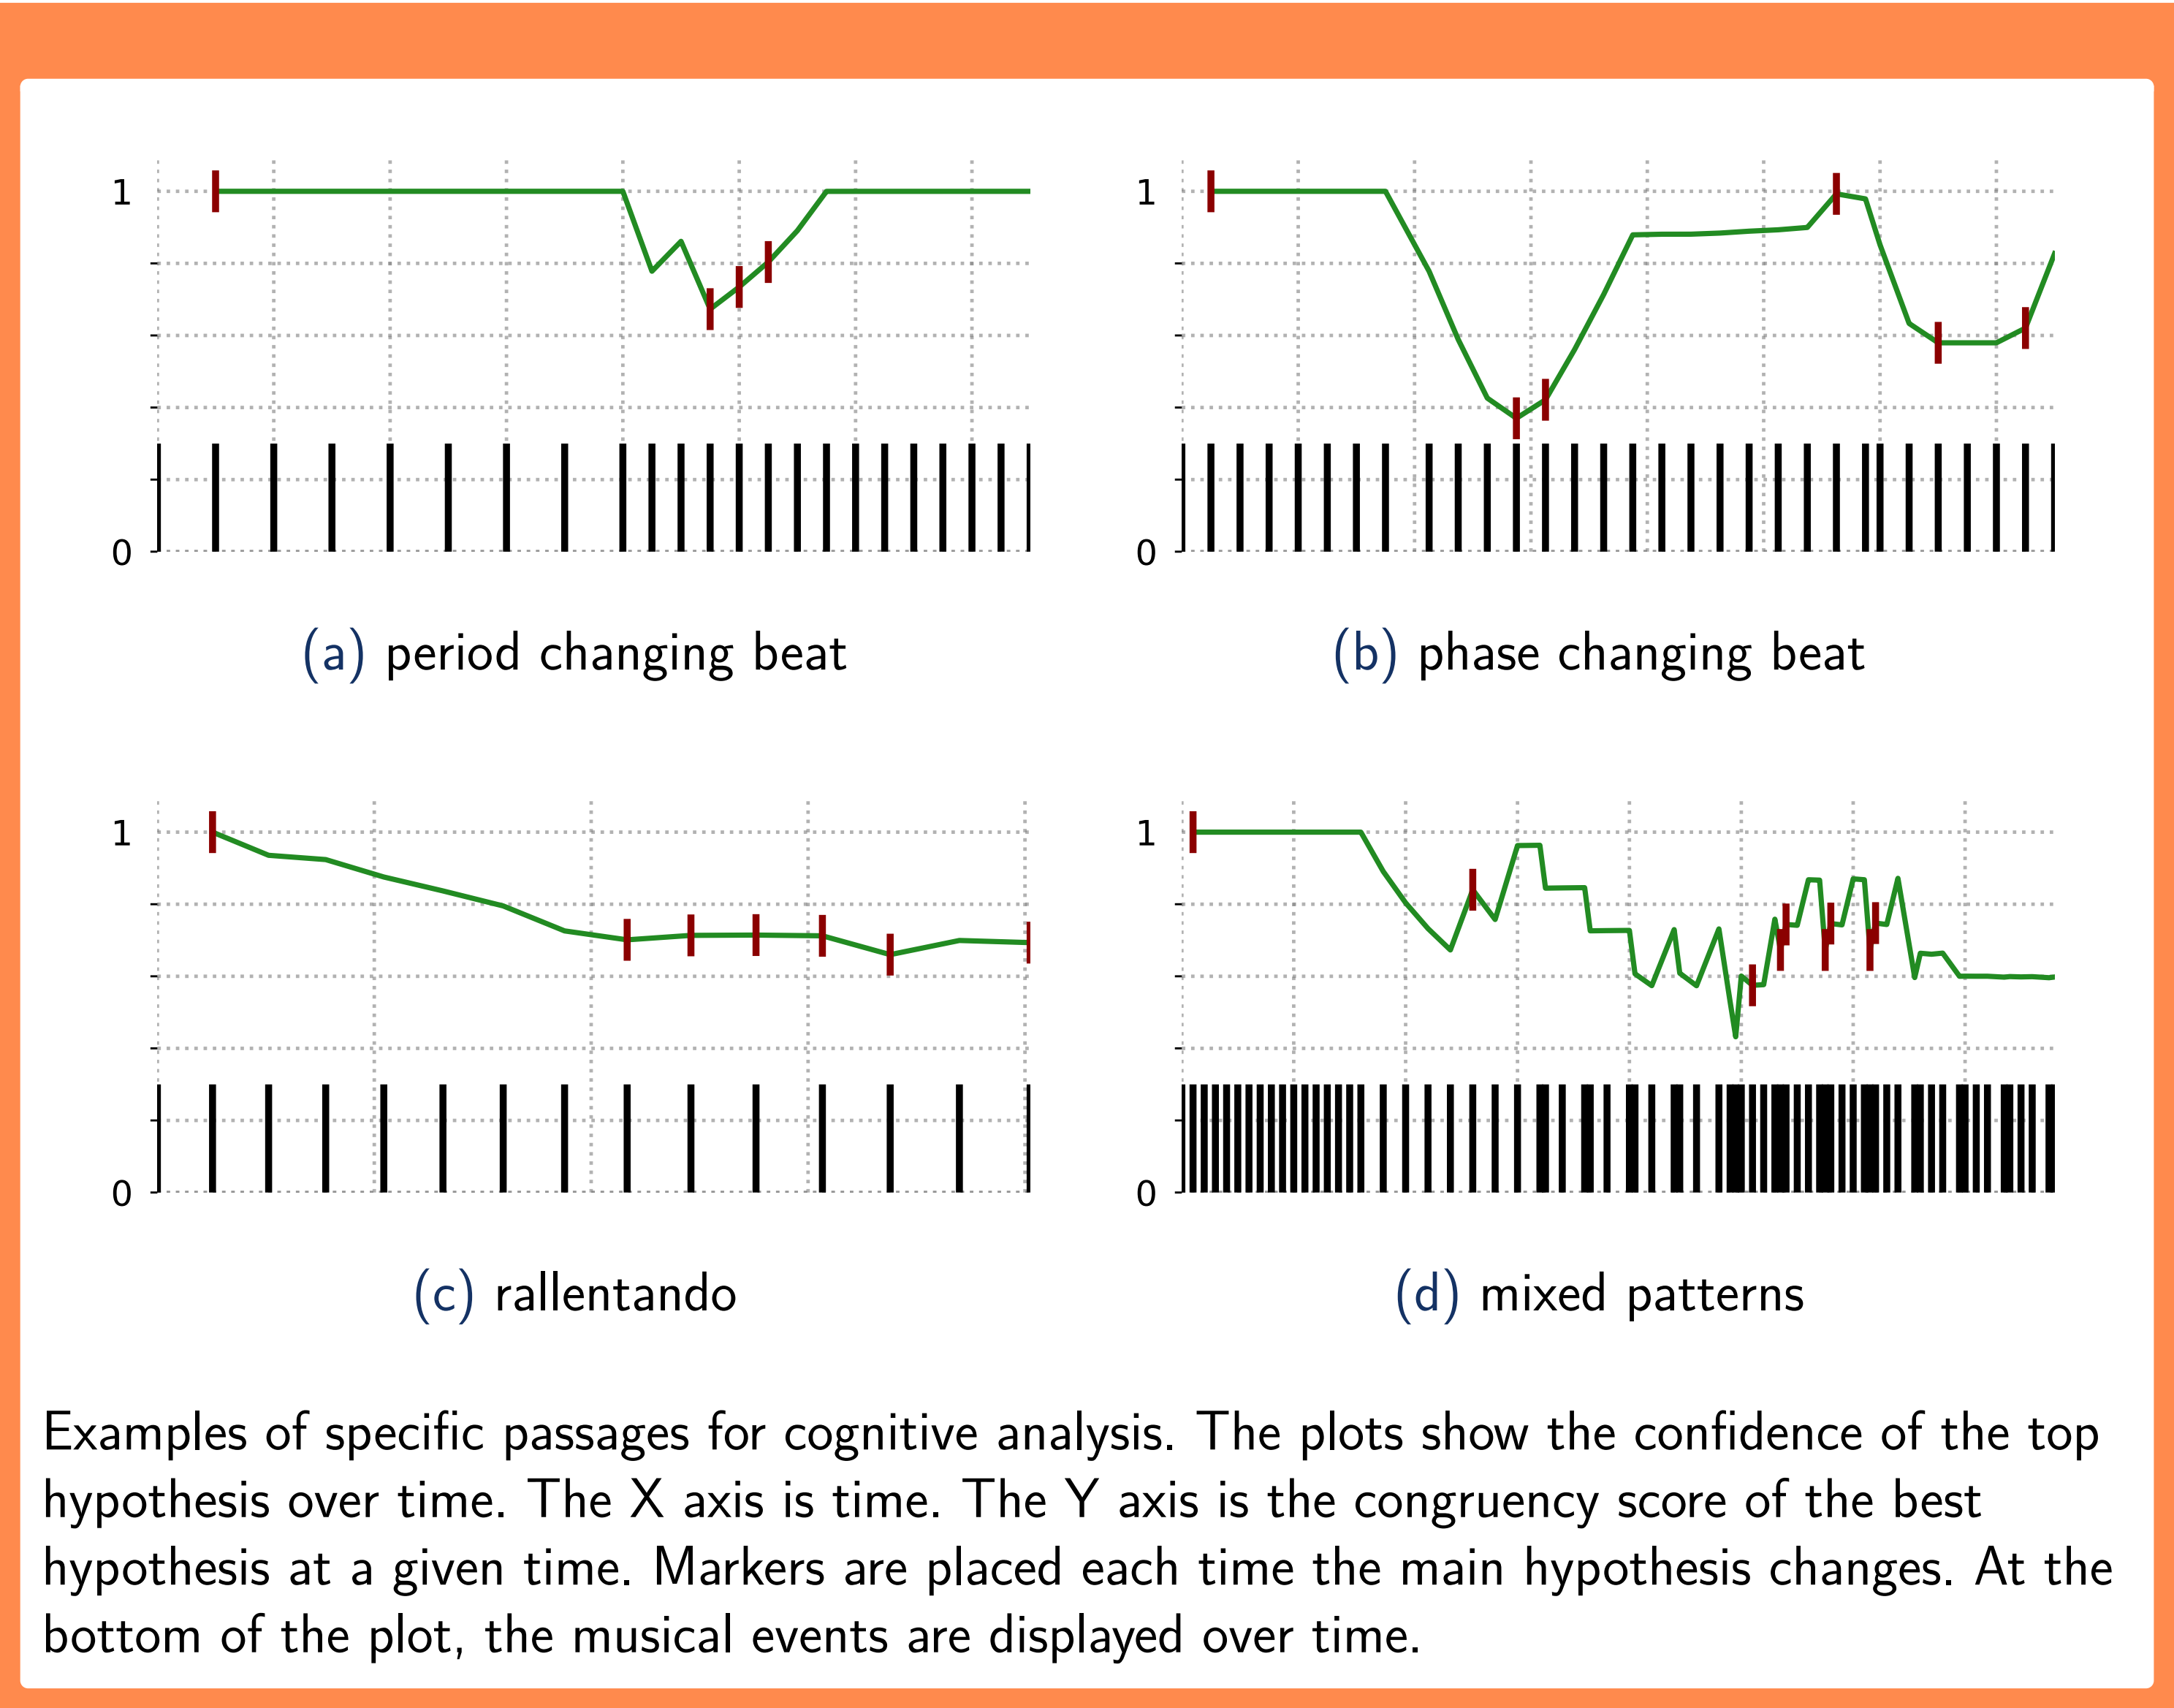 1
0
(a) period changing beat
1
0
(b) phase changing beat
1
0
(c) rallentando
1
0
(d) mixed patterns
Examples of specific passages for cognitive analysis. The plots show the confidence of the top
hypothesis over time. The X axis is time. The Y axis is the congruency score of the best
hypothesis at a given time. Markers are placed each time the main hypothesis changes. At the
bottom of the plot, the musical events are displayed over time.